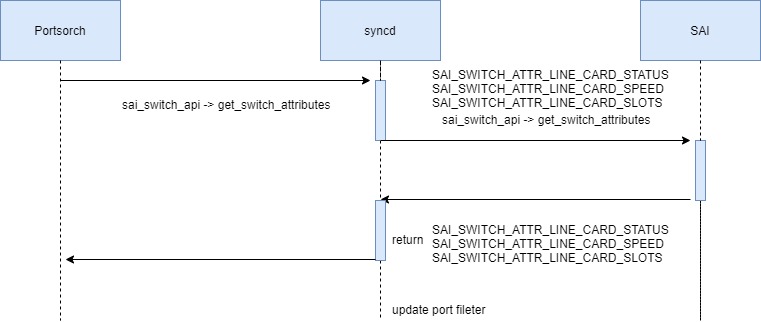 Portsorch
syncd
SAI
SAI_SWITCH_ATTR_LINE_CARD_STATUS
SAI_SWITCH_ATTR_LINE_CARD_SPEED
SAI_SWITCH_ATTR_LINE_CARD_SLOTS
sai_switch_api -> get_switch_attributes
sai_switch_api -> get_switch_attributes
return
SAI_SWITCH_ATTR_LINE_CARD_STATUS
SAI_SWITCH_ATTR_LINE_CARD_SPEED
SAI_SWITCH_ATTR_LINE_CARD_SLOTS
update port fileter